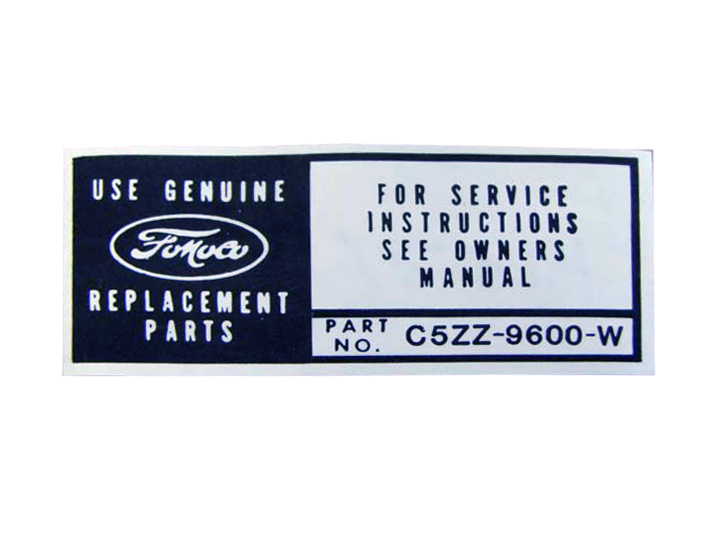 USE GENUINE
FoMoCo
REPLACEMENT
PARTS
FOR SERVICE
INSTRUCTIONS
SEE OWNERS
MANUAL
PART
NO.
C5ZZ-9600-W